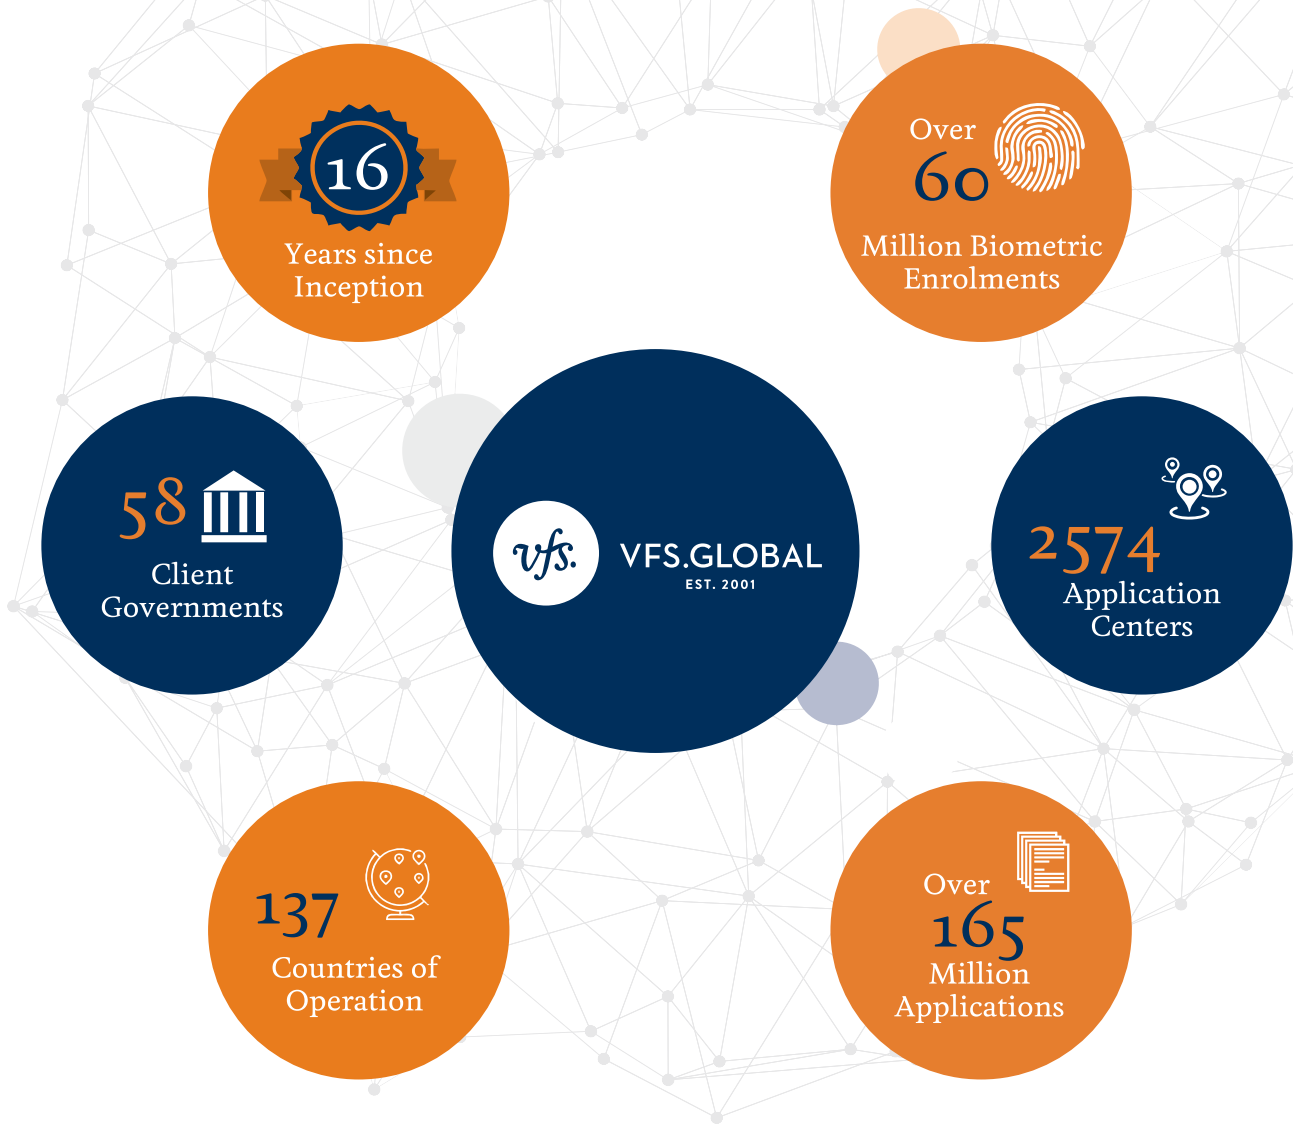 16
Years since
Inception
Over
60
Million Biometric
Enrolments
58
Client
Governments
vfs.
VFS.GLOBAL
EST. 2001
2574
Application
Centers
137
Countries of
Operation
Over
165
Million
Applications